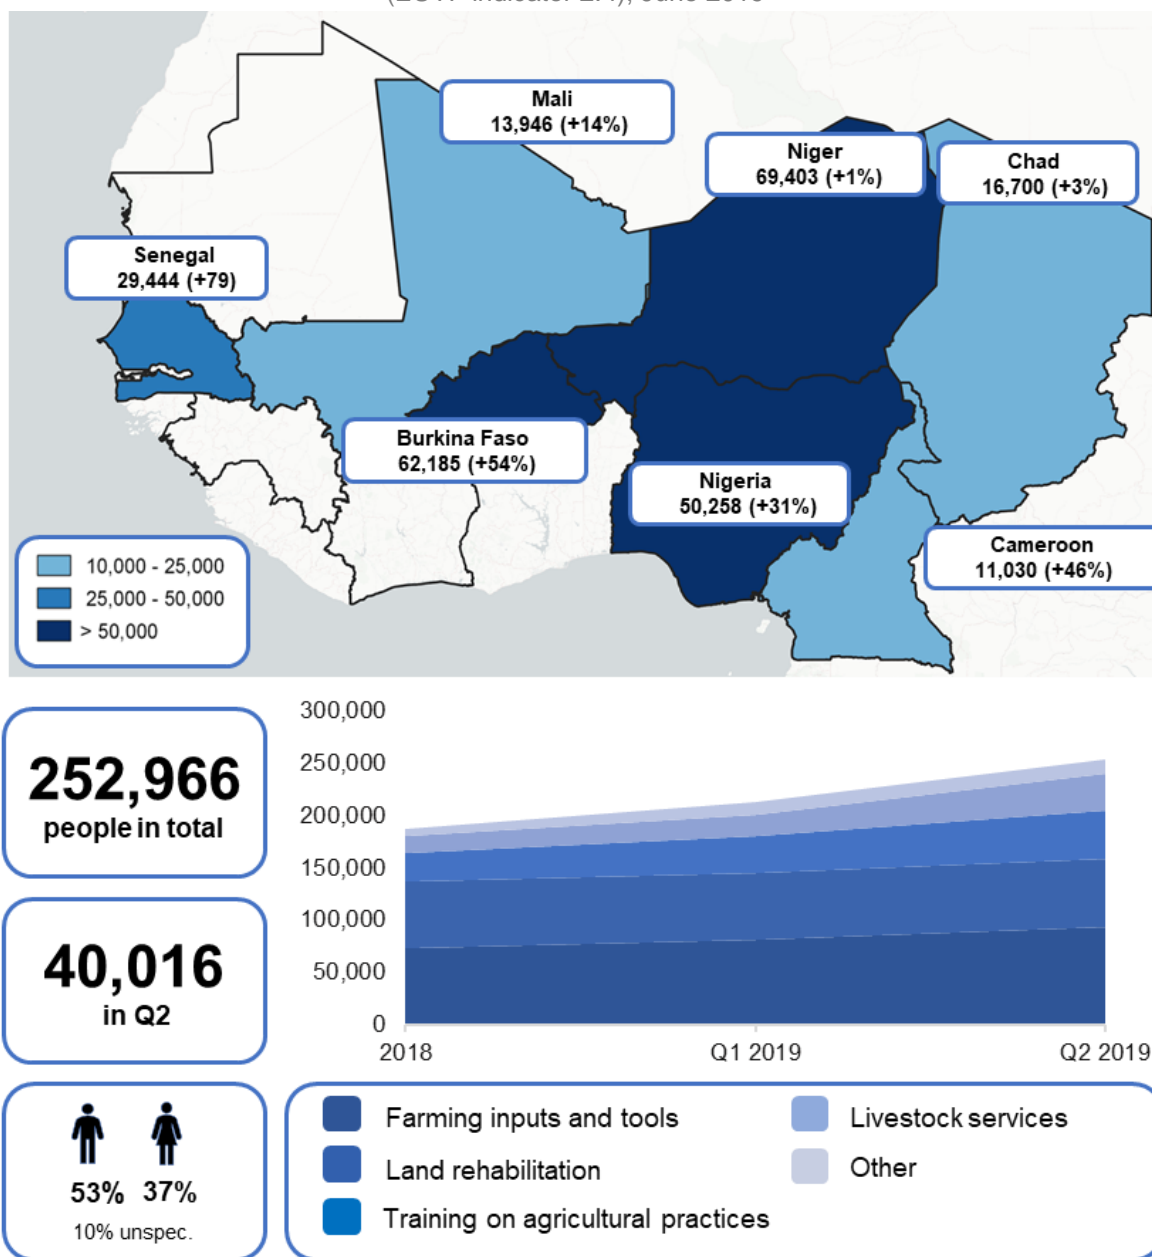 Mali
13,946 (+14%)
Niger
69,403 (+1%)
Chad
16,700 (+3%)
Senegal
29,444 (+79)
Burkina Faso
62,185 (+54%)
Nigeria
50,258 (+31%)
Cameroon
11,030 (+46%)
10,000 - 25,000
25,000 - 50,000
> 50,000
252,966
people in total
40,016
in Q2
53% 37%
10% unspec.
300,000
250,000
200,000
150,000
100,000
50,000
0
2018 Q1 2019 Q2 2019
Farming inputs and tools
Land rehabilitation
Training on agricultural practices
Livestock services
Other